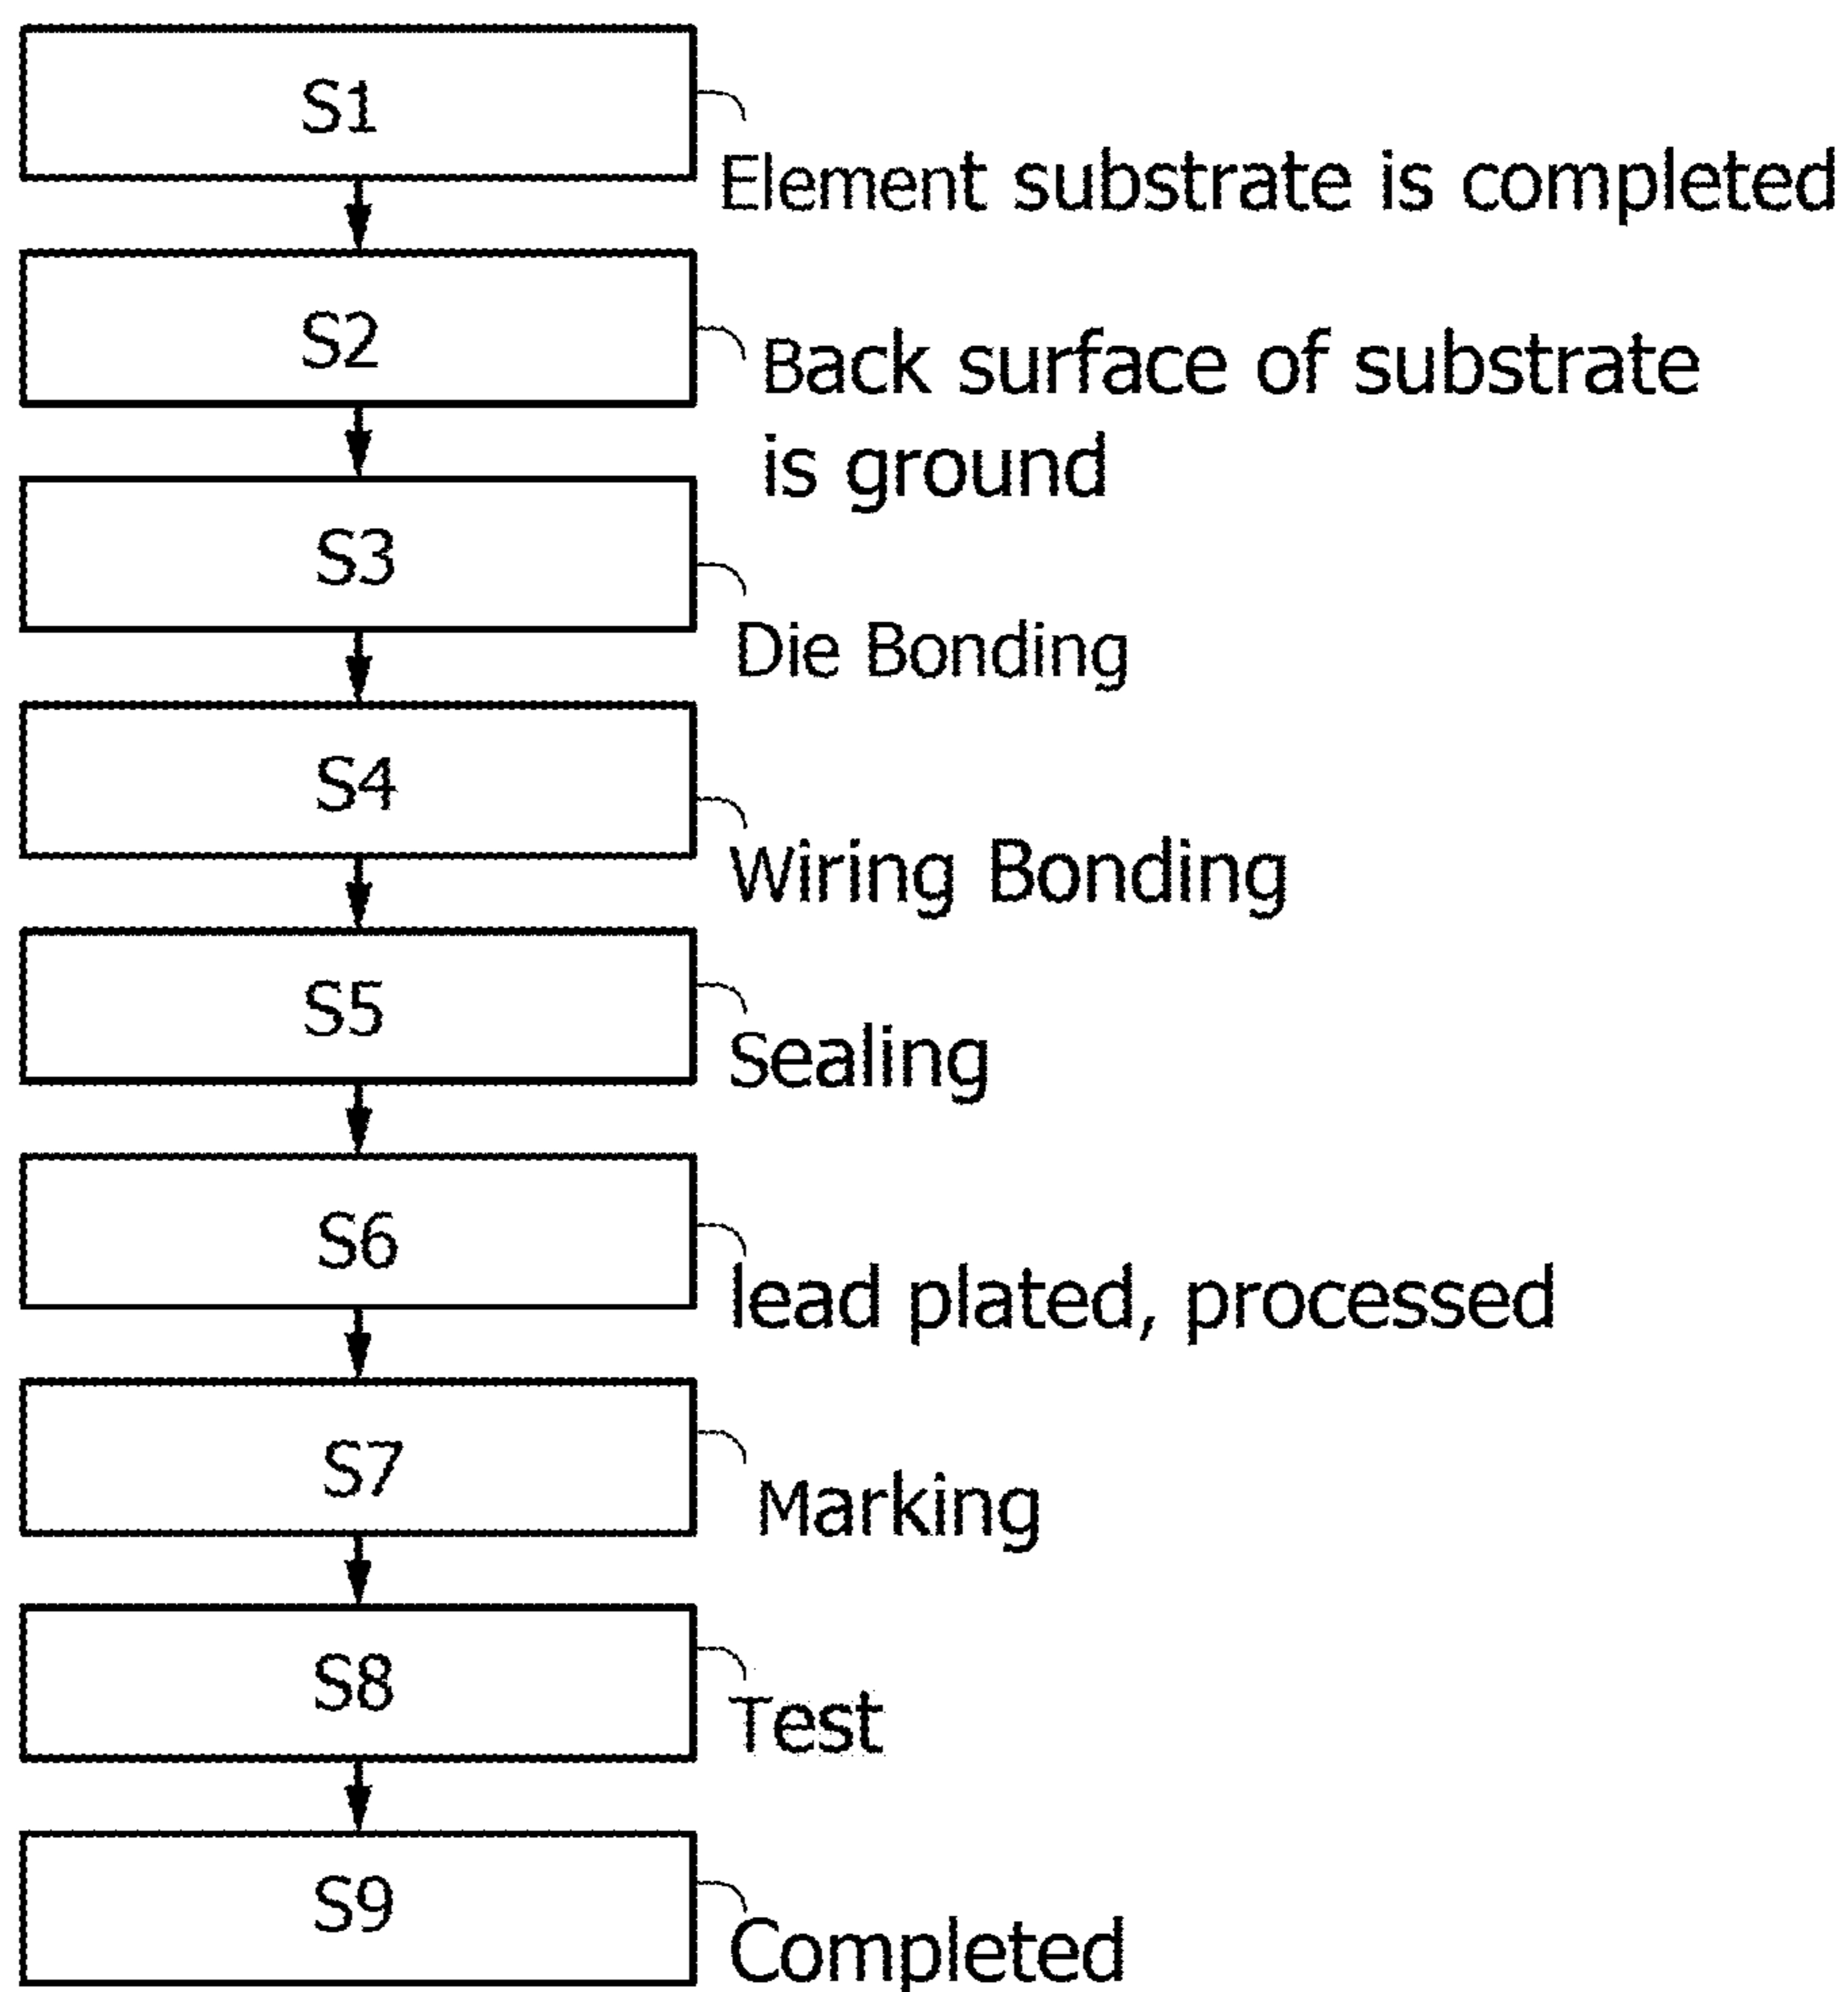 S1
Element substrate is completed
S2
Back surface of substrate
is ground
S3
Die Bonding
S4
Wiring Bonding
S5
Sealing
S6
lead plated, processed
S7
Marking
S8
Test
S9
Completed